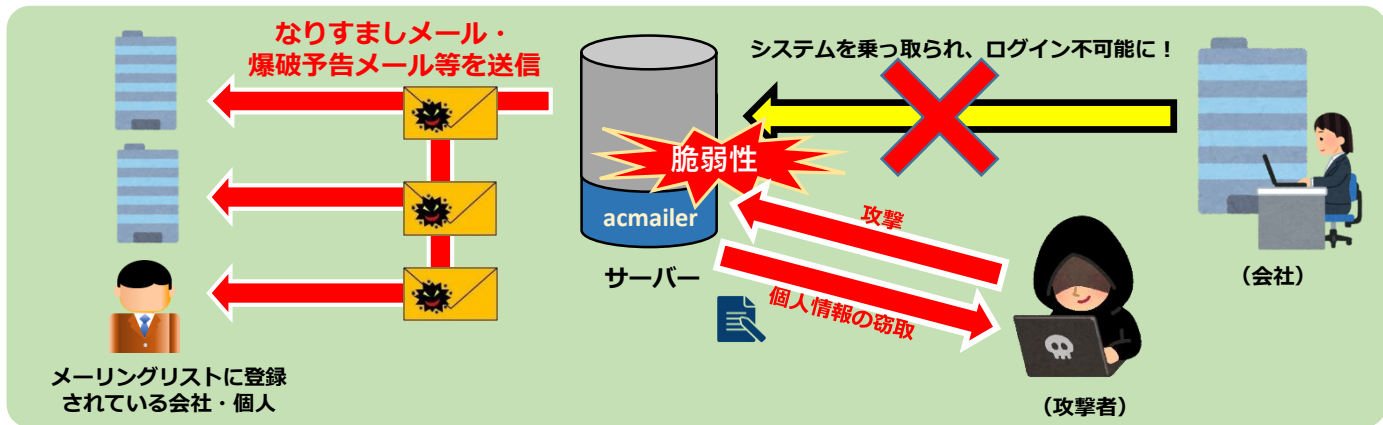 なりすましメール・
爆破予告メール等を送信
システムを乗っ取られ、ログイン不可能に！
脆弱性
acmailer
サーバー
攻撃
個人情報の窃取
（会社）
（攻撃者）
メーリングリストに登録
されている会社・個人